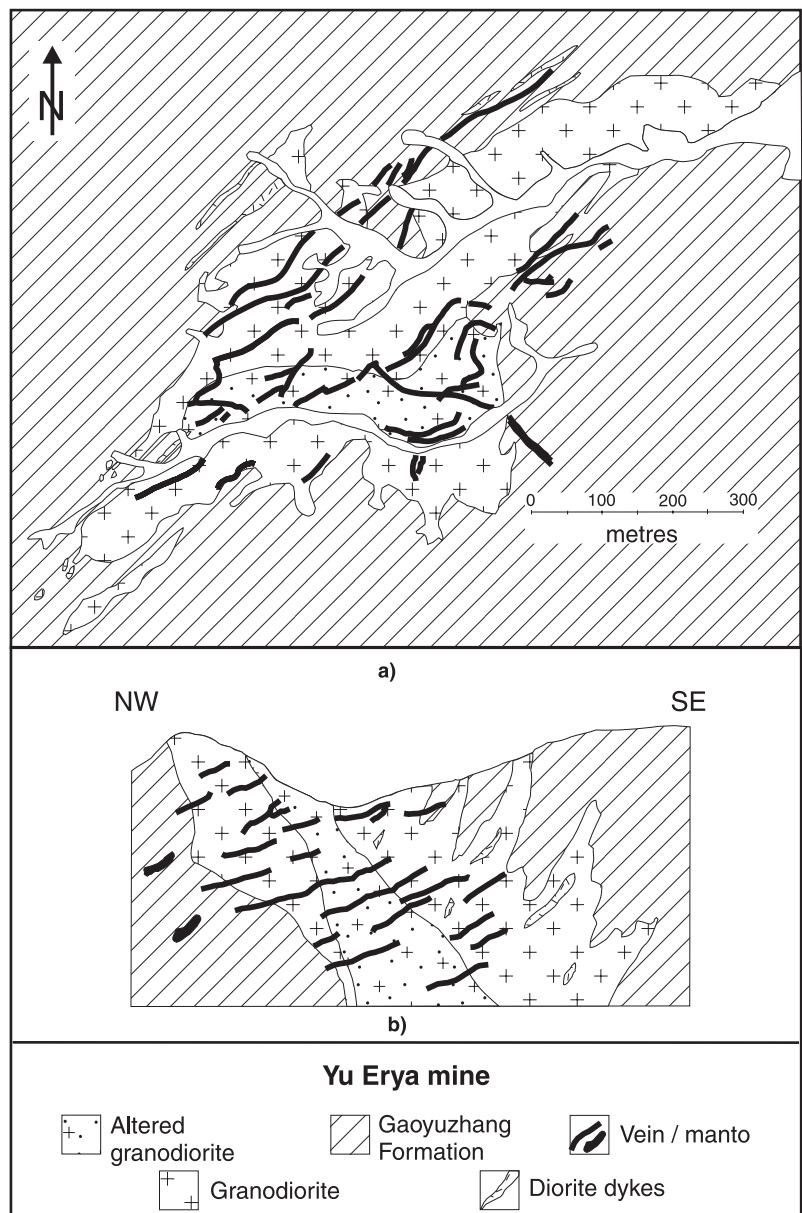 N
0 100 200 300
metres
a)
NW SE
b)
Yu Erya mine
Altered
granodiorite
Gaoyuzhang
Formation
Vein / manto
Granodiorite
Diorite dykes